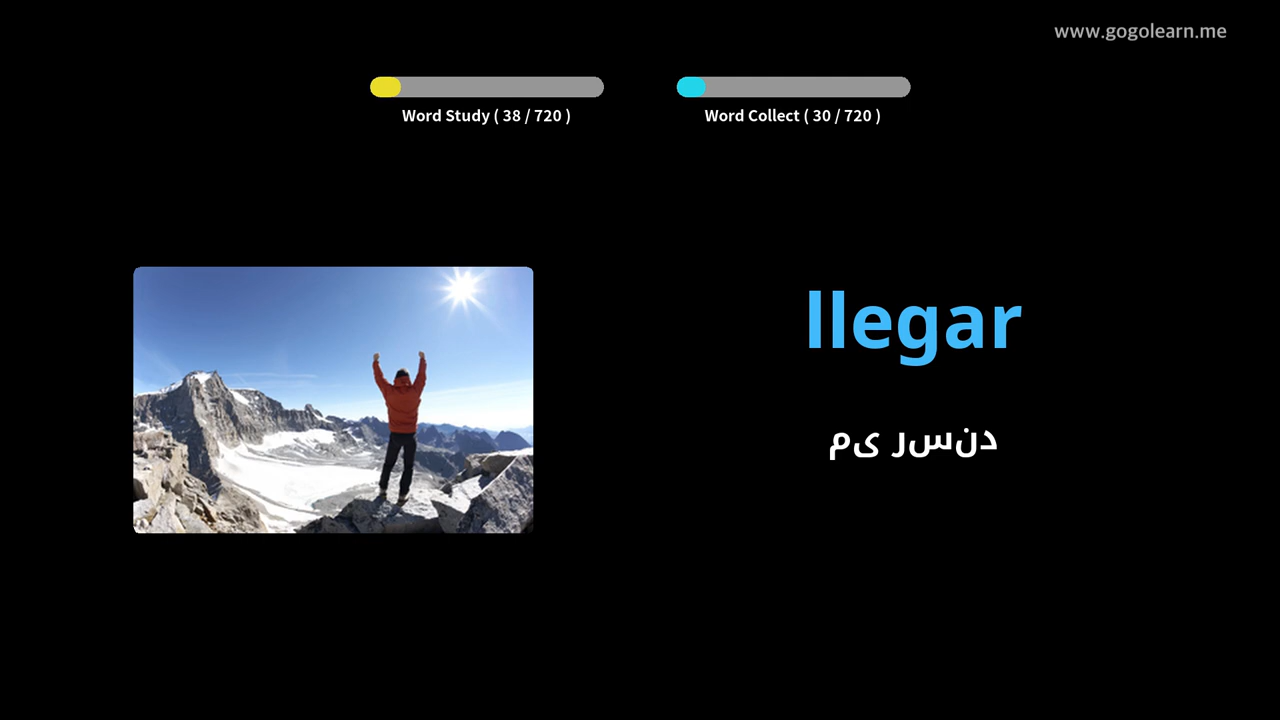 www.gogolearn.me
Word Study ( 38 / 720 )
Word Collect ( 30 / 720 )
llegar
می رسند